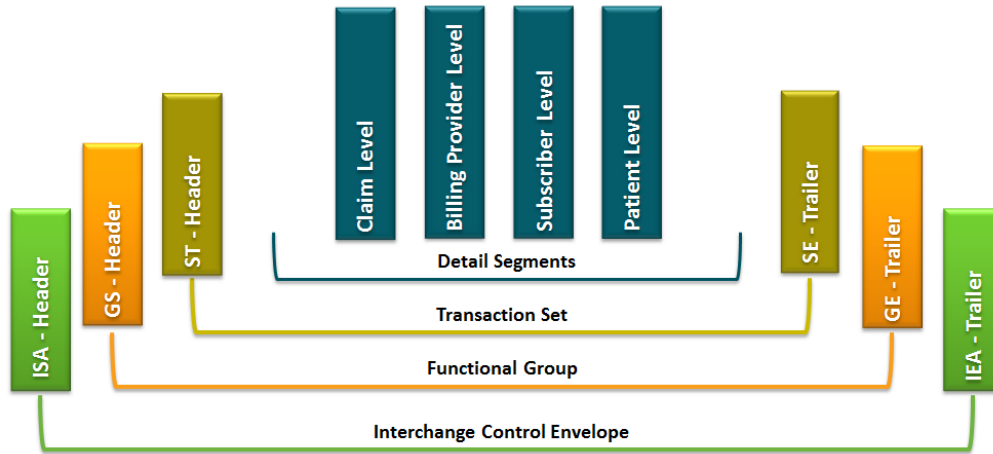 ISA - Header
GS - Header
ST - Header
Claim Level
Billing Provider Level
Subscriber Level
Patient Level
SE - Trailer
GE - Trailer
IEA - Trailer
Detail Segments
Transaction Set
Functional Group
Interchange Control Envelope